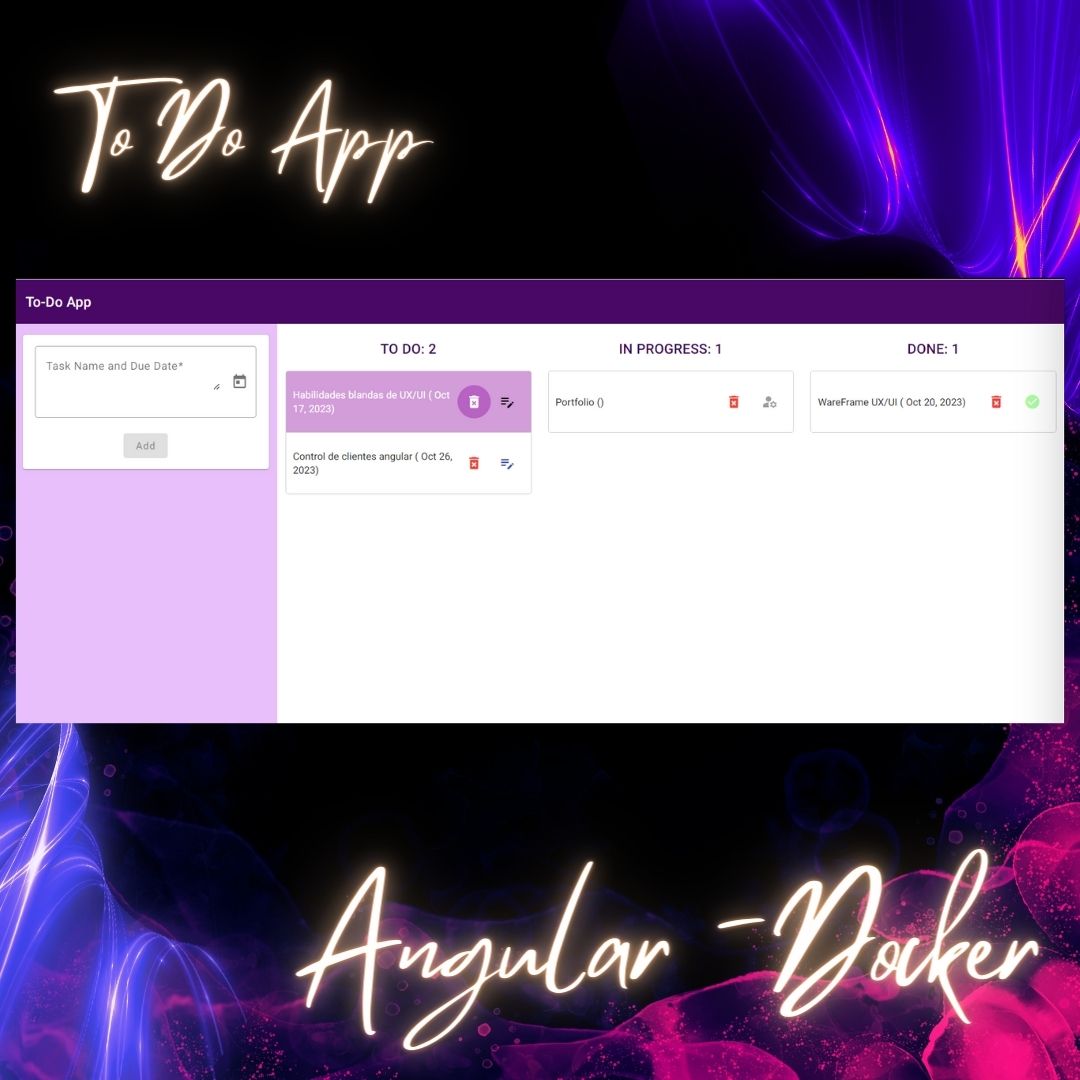 To Do App
To-Do App
Task Name and Due Date*
Add
TO DO: 2
Habilidades blandas de UX/UI ( Oct
17, 2023)
Control de clientes angular ( Oct 26,
2023)
IN PROGRESS: 1
Portfolio ()
DONE: 1
WareFrame UX/UI ( Oct 20, 2023)
Angular - Docker